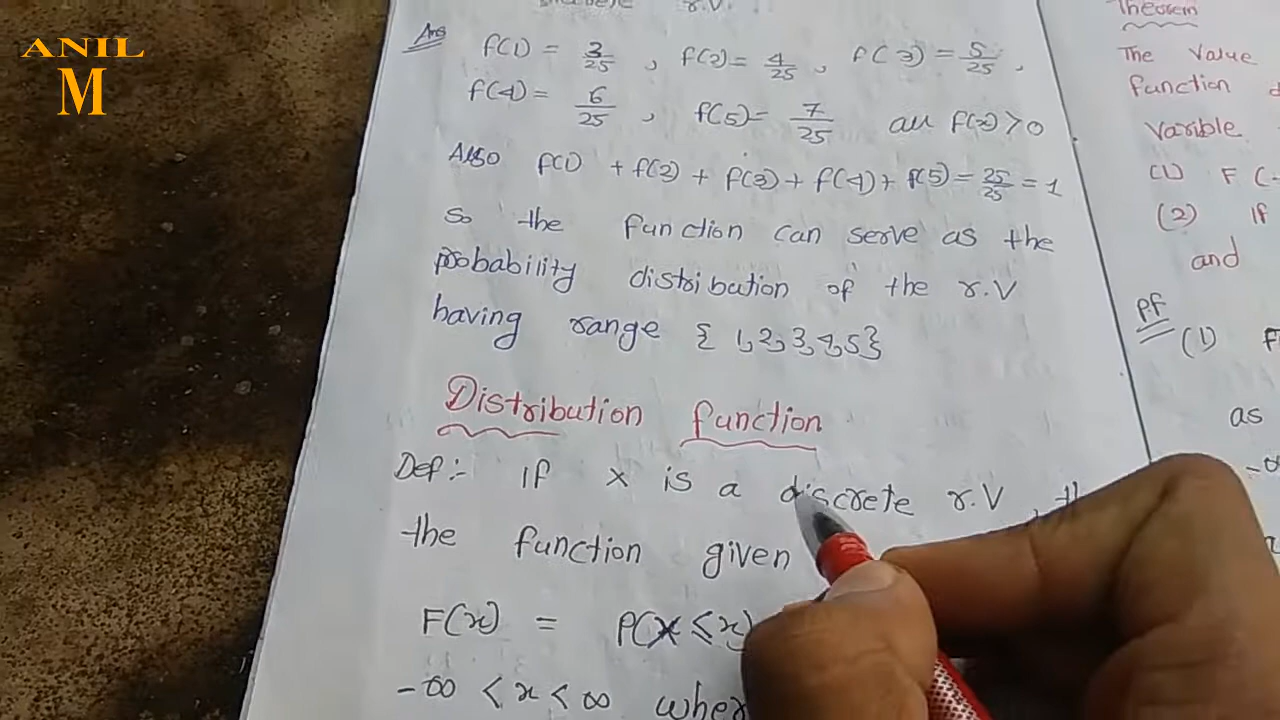 ANIL
M
discrete r.v.
Ans f(1) = 3/25 , f(2) = 4/25 , f(3) = 5/25 ,
f(4) = 6/25 , f(5) = 7/25 all f(x) > 0
Also f(1) + f(2) + f(3) + f(4) + f(5) = 25/25 = 1
So the function can serve as the
probability distribution of the r.V
having range { 1, 2, 3, 4, 5 }
Distribution function
Def :- If X is a discrete r.V ,
the function given
F(x) = P(X ≤ x)
-∞ < x < ∞
Theorem
The Value
function
Varible
(1) F (-
(2) If
and
Pf
(1) F
as
-∞